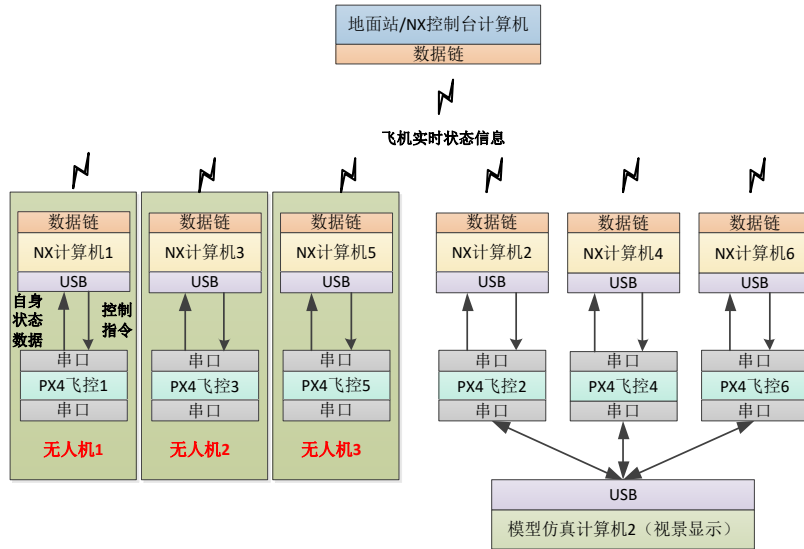 地面站/NX控制台计算机
数据链
飞机实时状态信息
数据链
NX计算机1
USB
自身
状态
数据
控制
指令
串口
PX4飞控1
串口
无人机1
数据链
NX计算机3
USB
串口
PX4飞控3
串口
无人机2
数据链
NX计算机5
USB
串口
PX4飞控5
串口
无人机3
数据链
NX计算机2
USB
串口
PX4飞控2
串口
数据链
NX计算机4
USB
串口
PX4飞控4
串口
数据链
NX计算机6
USB
串口
PX4飞控6
串口
USB
模型仿真计算机2（视景显示）